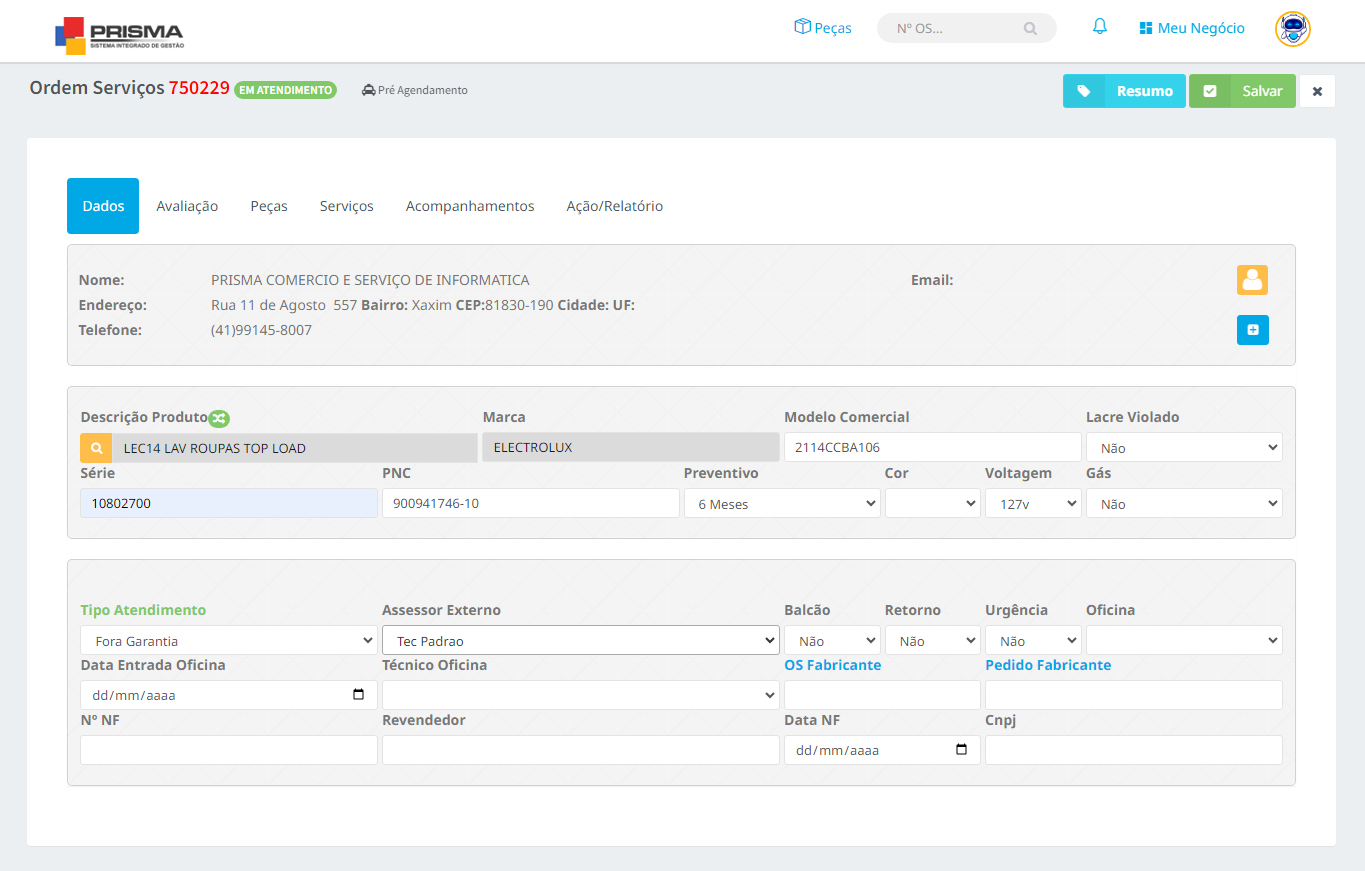 PRISMA
SISTEMA INTEGRADO DE GESTÃO
Peças
Nº OS...
Meu Negócio
Ordem Serviços 750229 EM ATENDIMENTO
Pré Agendamento
Resumo
Salvar
Dados
Avaliação
Peças
Serviços
Acompanhamentos
Ação/Relatório
Nome: PRISMA COMERCIO E SERVIÇO DE INFORMATICA Email:
Endereço: Rua 11 de Agosto 557 Bairro: Xaxim CEP:81830-190 Cidade: UF:
Telefone: (41)99145-8007
Descrição Produto Marca Modelo Comercial Lacre Violado
LEC14 LAV ROUPAS TOP LOAD ELECTROLUX 2114CCBA106 Não
Série PNC Preventivo Cor Voltagem Gás
10802700 900941746-10 6 Meses 127v Não
Tipo Atendimento Assessor Externo Balcão Retorno Urgência Oficina
Fora Garantia Tec Padrao Não Não Não
Data Entrada Oficina Técnico Oficina OS Fabricante Pedido Fabricante
dd/mm/aaaa
Nº NF Revendedor Data NF Cnpj
dd/mm/aaaa